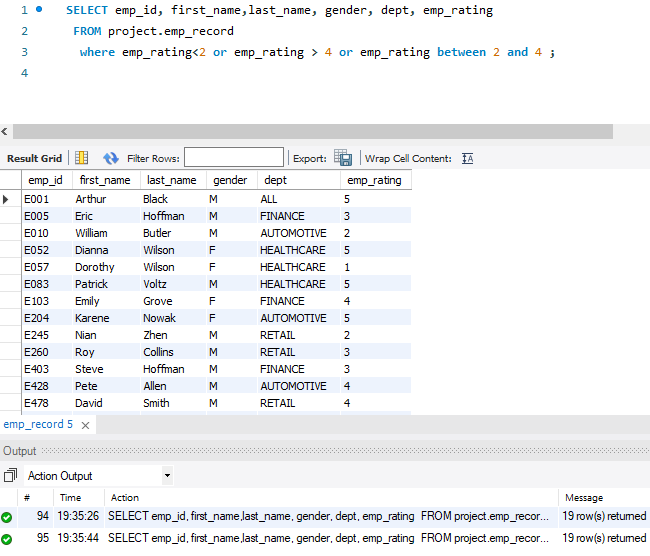 1 SELECT emp_id, first_name,last_name, gender, dept, emp_rating
2 FROM project.emp_record
3 where emp_rating<2 or emp_rating > 4 or emp_rating between 2 and 4 ;
4
Result Grid Filter Rows: Export: Wrap Cell Content:
emp_id first_name last_name gender dept emp_rating
E001 Arthur Black M ALL 5
E005 Eric Hoffman M FINANCE 3
E010 William Butler M AUTOMOTIVE 2
E052 Dianna Wilson F HEALTHCARE 5
E057 Dorothy Wilson F HEALTHCARE 1
E083 Patrick Voltz M HEALTHCARE 5
E103 Emily Grove F FINANCE 4
E204 Karene Nowak F AUTOMOTIVE 5
E245 Nian Zhen M RETAIL 2
E260 Roy Collins M RETAIL 3
E403 Steve Hoffman M FINANCE 3
E428 Pete Allen M AUTOMOTIVE 4
E478 David Smith M RETAIL 4
emp_record 5
Output
Action Output
# Time Action Message
94 19:35:26 SELECT emp_id, first_name,last_name, gender, dept, emp_rating FROM project.emp_recor... 19 row(s) returned
95 19:35:44 SELECT emp_id, first_name,last_name, gender, dept, emp_rating FROM project.emp_recor... 19 row(s) returned